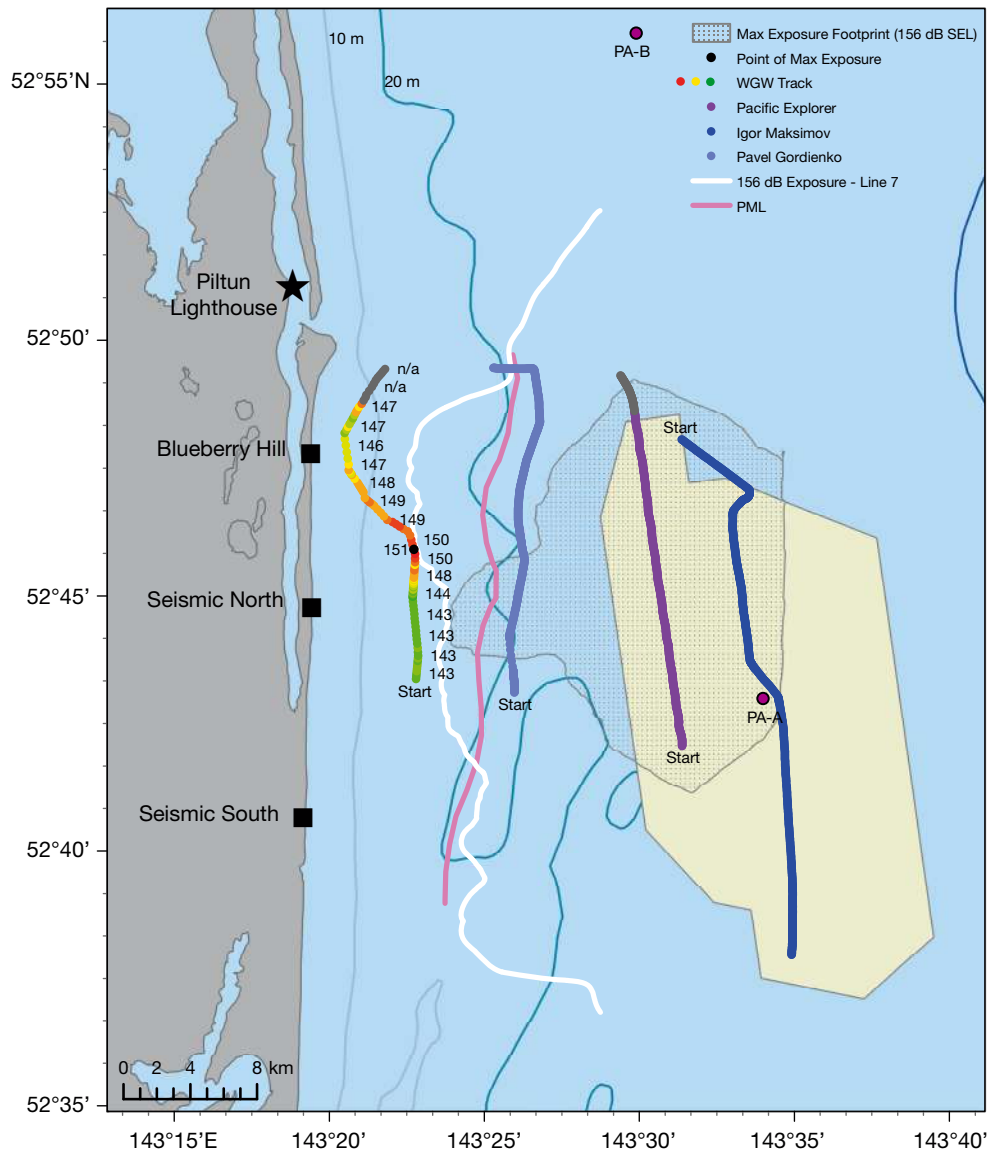 10 m
20 m
PA-B
Max Exposure Footprint (156 dB SEL)
Point of Max Exposure
WGW Track
Pacific Explorer
Igor Maksimov
Pavel Gordienko
156 dB Exposure - Line 7
PML
52°55’N
52°50’
52°45’
52°40’
52°35’
Piltun
Lighthouse
Blueberry Hill
Seismic North
Seismic South
n/a
n/a
147
147
146
147
148
149
149
150
151
150
148
144
143
143
143
143
Start
Start
Start
Start
PA-A
0 2 4 8 km
143°15’E 143°20’ 143°25’ 143°30’ 143°35’ 143°40’